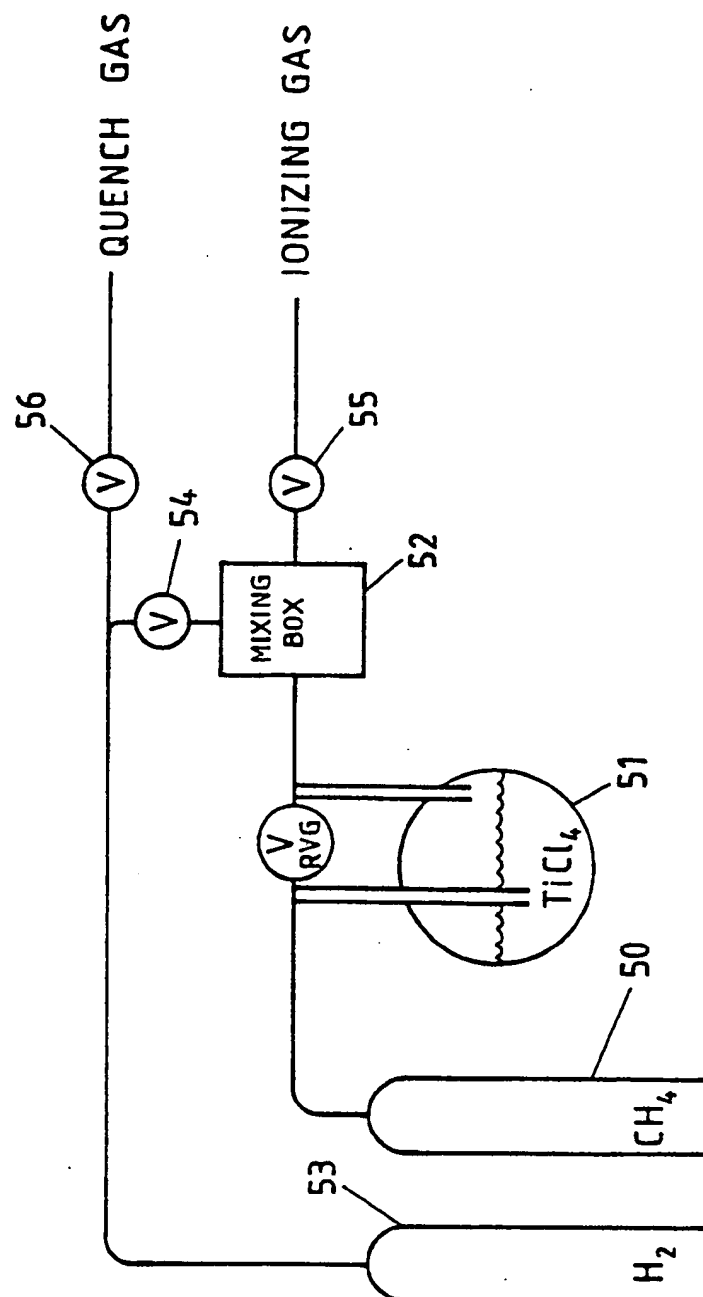 QUENCH GAS
IONIZING GAS
56
V
54
V
V
55
MIXING
BOX
52
V
RVG
51
TiCl₄
50
53
CH₄
H₂